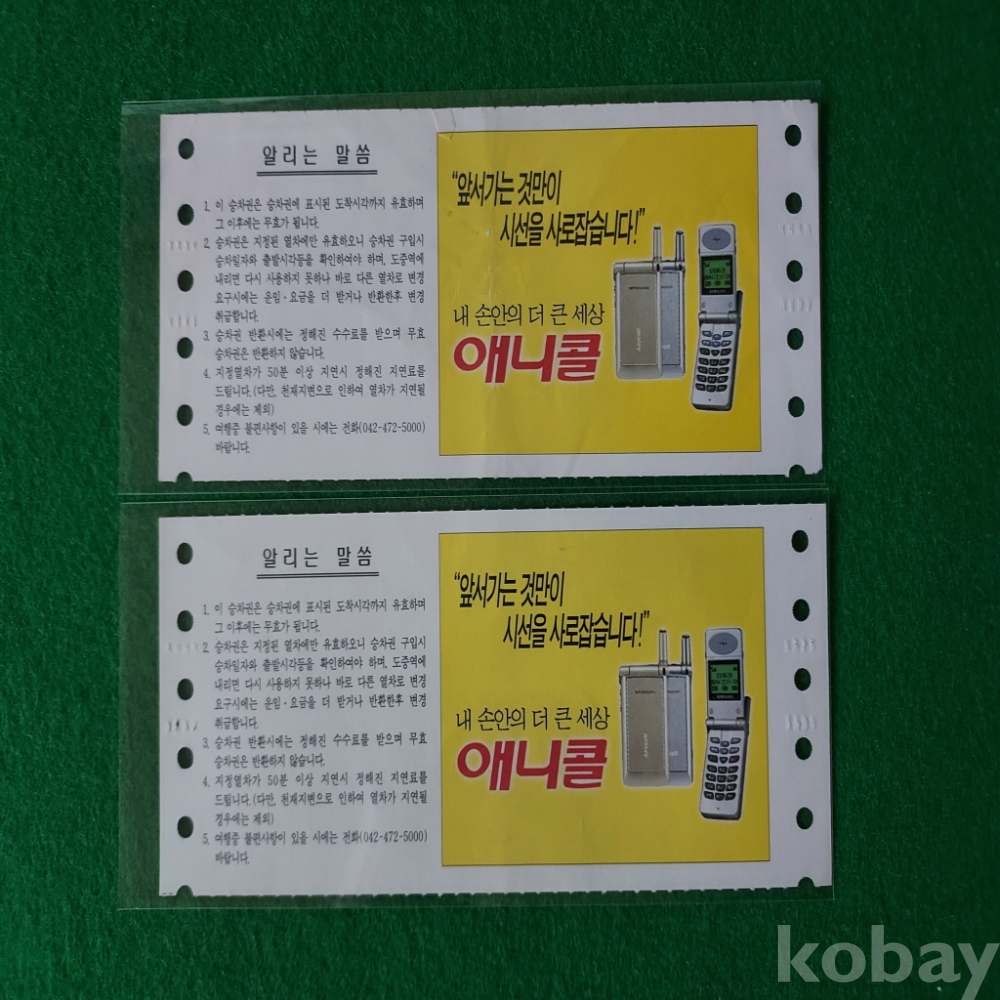 알리는 말씀
1. 이 승차권은 승차권에 표시된 도착시각까지 유효하며
그 이후에는 무효가 됩니다.
2. 승차권은 지정된 열차에만 유효하오니 승차권 구입시
승차일자와 출발시각등을 확인하여야 하며, 도중역에
내리면 다시 사용하지 못하나 바로 다른 열차로 변경
요구시에는 운임·요금을 더 받거나 반환한후 변경
취급합니다.
3. 승차권 반환시에는 정해진 수수료를 받으며 무효
승차권은 반환하지 않습니다.
4. 지정열차가 50분 이상 지연시 정해진 지연료를
드립니다.(다만, 천재지변으로 인하여 열차가 지연될
경우에는 제외)
5. 여행중 불편사항이 있을 시에는 전화(042-472-5000)
바랍니다.
“앞서가는 것만이
시선을 사로잡습니다!”
내 손안의 더 큰 세상
애니콜
알리는 말씀
1. 이 승차권은 승차권에 표시된 도착시각까지 유효하며
그 이후에는 무효가 됩니다.
2. 승차권은 지정된 열차에만 유효하오니 승차권 구입시
승차일자와 출발시각등을 확인하여야 하며, 도중역에
내리면 다시 사용하지 못하나 바로 다른 열차로 변경
요구시에는 운임·요금을 더 받거나 반환한후 변경
취급합니다.
3. 승차권 반환시에는 정해진 수수료를 받으며 무효
승차권은 반환하지 않습니다.
4. 지정열차가 50분 이상 지연시 정해진 지연료를
드립니다.(다만, 천재지변으로 인하여 열차가 지연될
경우에는 제외)
5. 여행중 불편사항이 있을 시에는 전화(042-472-5000)
바랍니다.
“앞서가는 것만이
시선을 사로잡습니다!”
내 손안의 더 큰 세상
애니콜
kobay